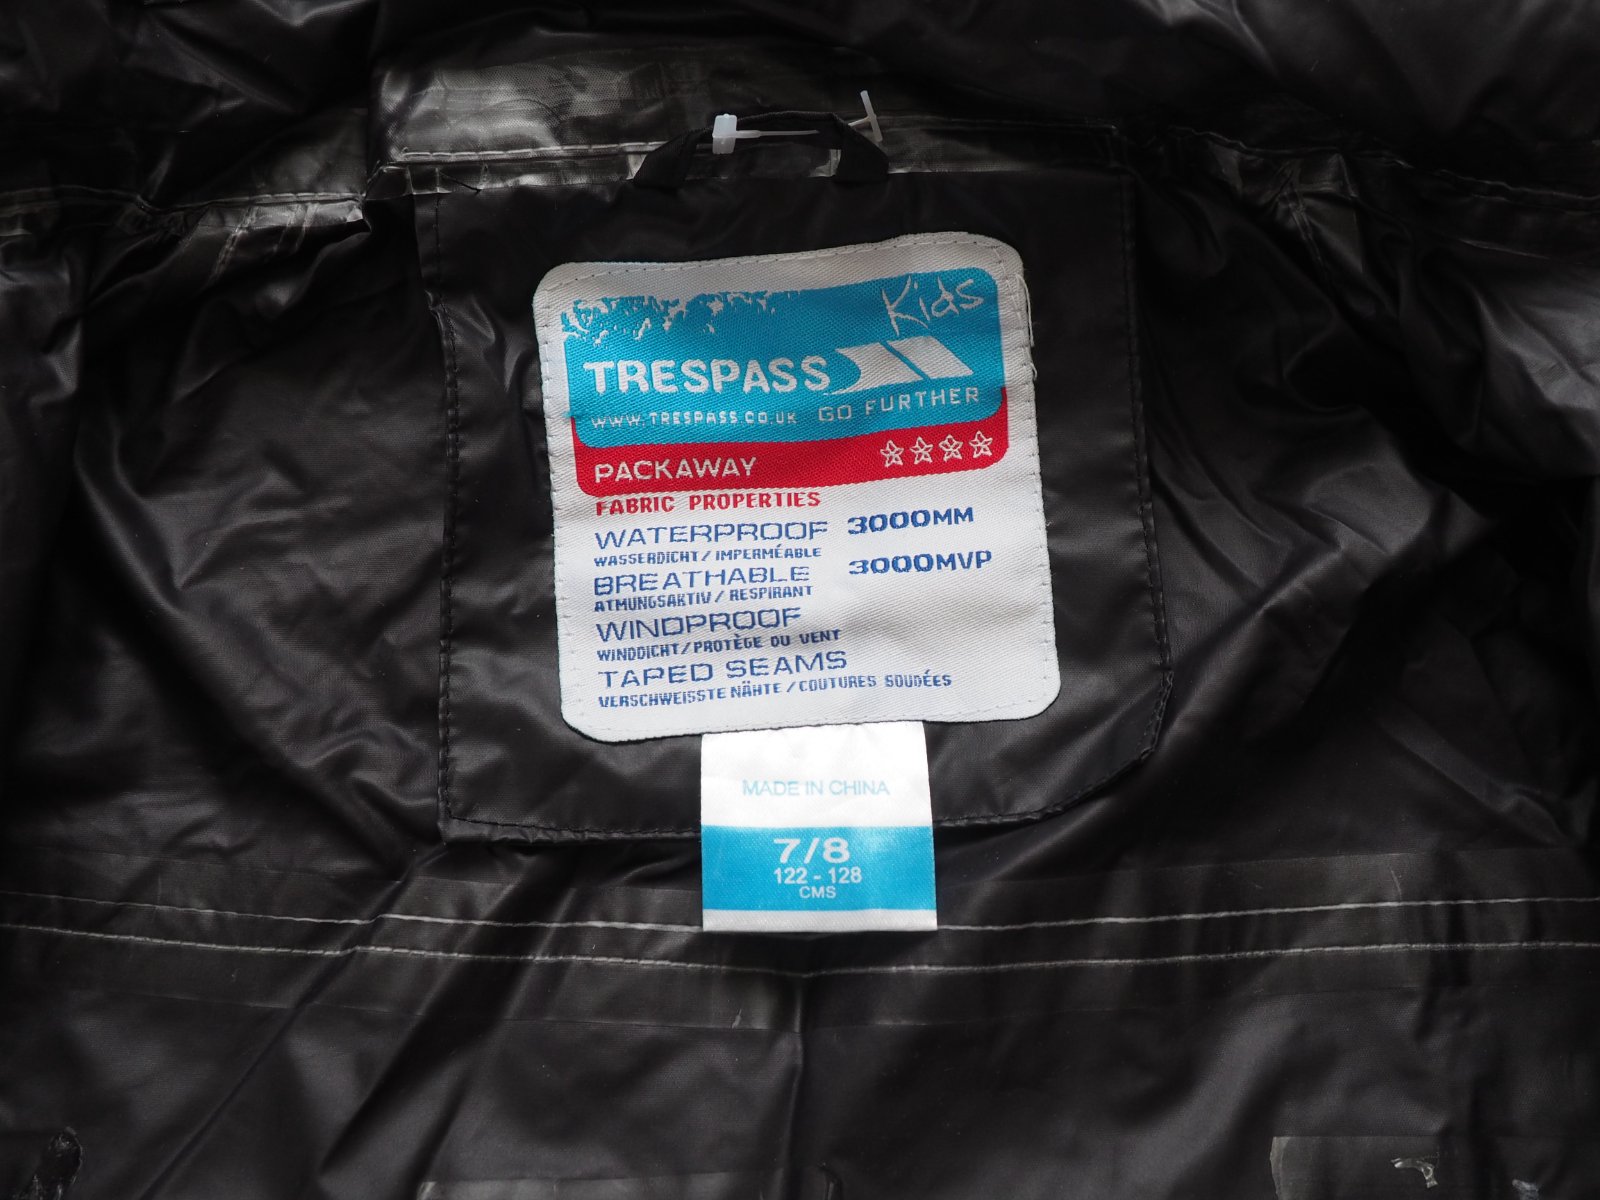 Kids
TRESPASS
WWW.TRESPASS.CO.UK GO FURTHER
PACKAWAY
FABRIC PROPERTIES
WATERPROOF 3000MM
WASSERDICHT/IMPERMÉABLE
BREATHABLE 3000MVP
ATMUNGSAKTIV/RESPIRANT
WINDPROOF
WINDDICHT/PROTÈGE DU VENT
TAPED SEAMS
VERSCHWEISSTE NÄHTE/COUTURES SOUDÉES
MADE IN CHINA
7/8
122 - 128
CMS